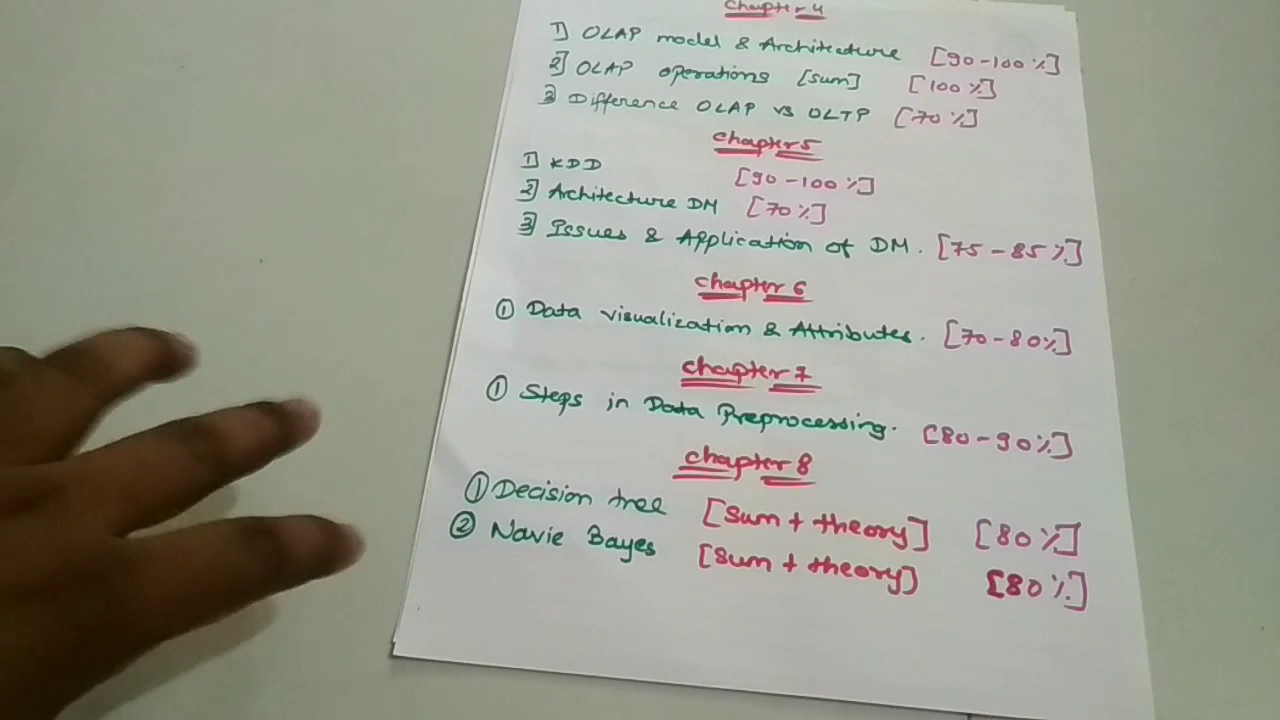 Chapter 4
1] OLAP model & Architecture [90-100%]
2] OLAP operations [sum] [100%]
3] Difference OLAP vs OLTP [70%]
Chapter 5
1] KDD [90-100%]
2] Architecture DM [70%]
3] Issues & Application of DM. [75-85%]
Chapter 6
① Data visualization & Attributes. [70-80%]
Chapter 7
① Steps in Data Preprocessing. [80-90%]
Chapter 8
① Decision tree [sum + theory] [80%]
② Navie Bayes [sum + theory] [80%]